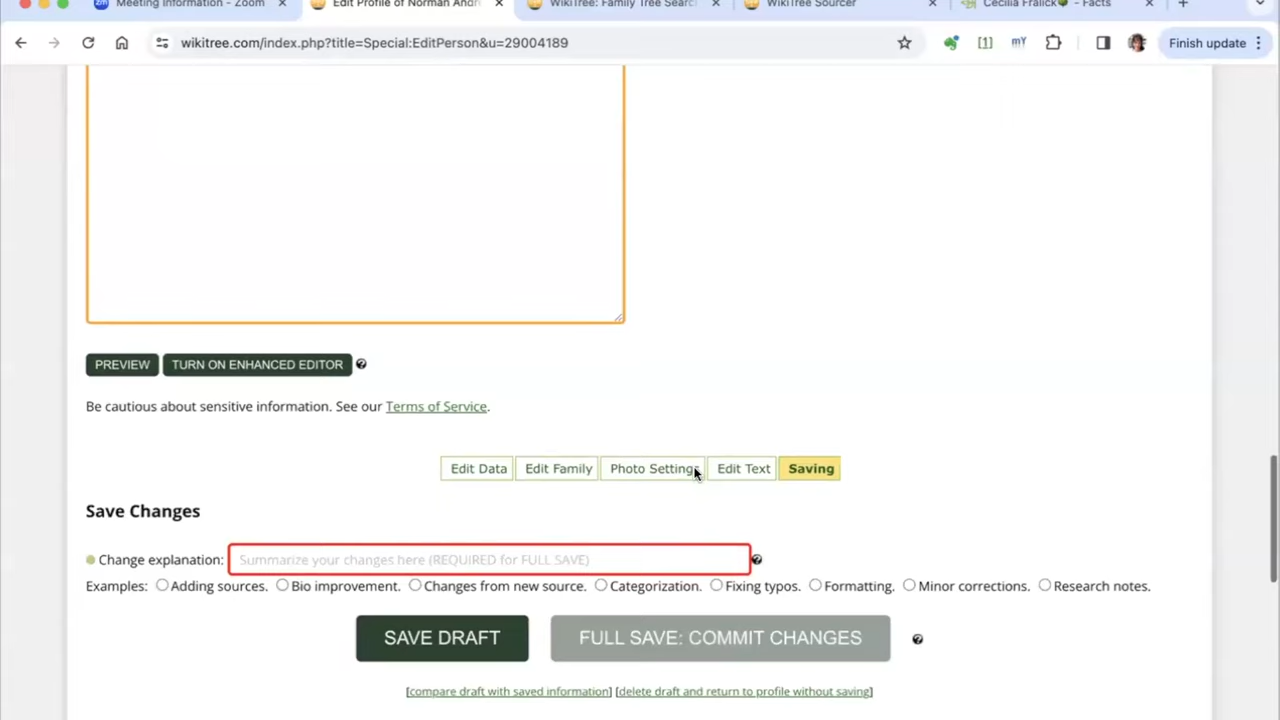 Meeting Information - Zoom
Edit Profile of Norman Andr
WikiTree: Family Tree Searc
WikiTree Sourcer
Cecilia Fralick - Facts
wikitree.com/index.php?title=Special:EditPerson&u=29004189
[1]
mY
Finish update
PREVIEW
TURN ON ENHANCED EDITOR
Be cautious about sensitive information. See our Terms of Service.
Edit Data
Edit Family
Photo Settings
Edit Text
Saving
Save Changes
Change explanation: Summarize your changes here (REQUIRED for FULL SAVE)
Examples: Adding sources. Bio improvement. Changes from new source. Categorization. Fixing typos. Formatting. Minor corrections. Research notes.
SAVE DRAFT
FULL SAVE: COMMIT CHANGES
[compare draft with saved information] [delete draft and return to profile without saving]